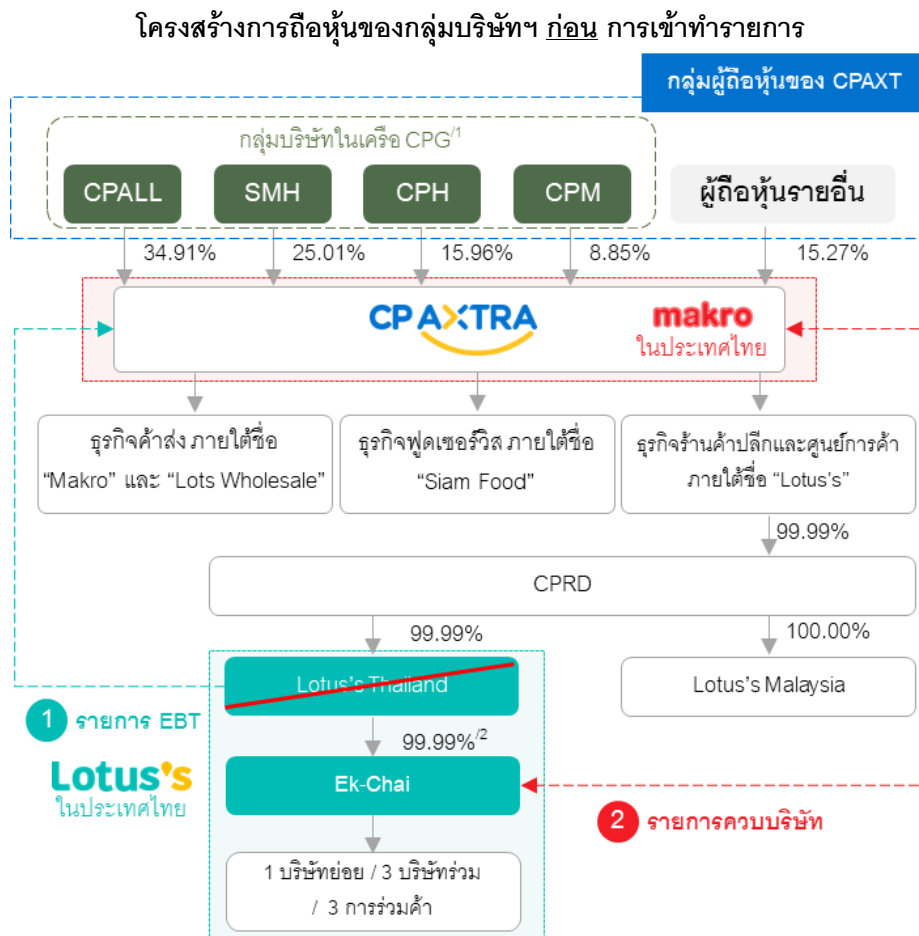 โครงสร้างการถือหุ้นของกลุ่มบริษัทฯ ก่อน การเข้าทำรายการ
กลุ่มผู้ถือหุ้นของ CPAXT
กลุ่มบริษัทในเครือ CPG/1
CPALL
SMH
CPH
CPM
ผู้ถือหุ้นรายอื่น
34.91%
25.01%
15.96%
8.85%
15.27%
CP AXTRA
makro
ในประเทศไทย
ธุรกิจค้าส่ง ภายใต้ชื่อ
“Makro” และ “Lots Wholesale”
ธุรกิจฟูดเซอร์วิส ภายใต้ชื่อ
“Siam Food”
ธุรกิจร้านค้าปลีกและศูนย์การค้า
ภายใต้ชื่อ “Lotus's”
99.99%
CPRD
99.99%
100.00%
Lotus's Thailand
Lotus's Malaysia
1 รายการ EBT
99.99%/2
Lotus's
ในประเทศไทย
Ek-Chai
2 รายการควบบริษัท
1 บริษัทย่อย / 3 บริษัทร่วม
/ 3 การร่วมค้า